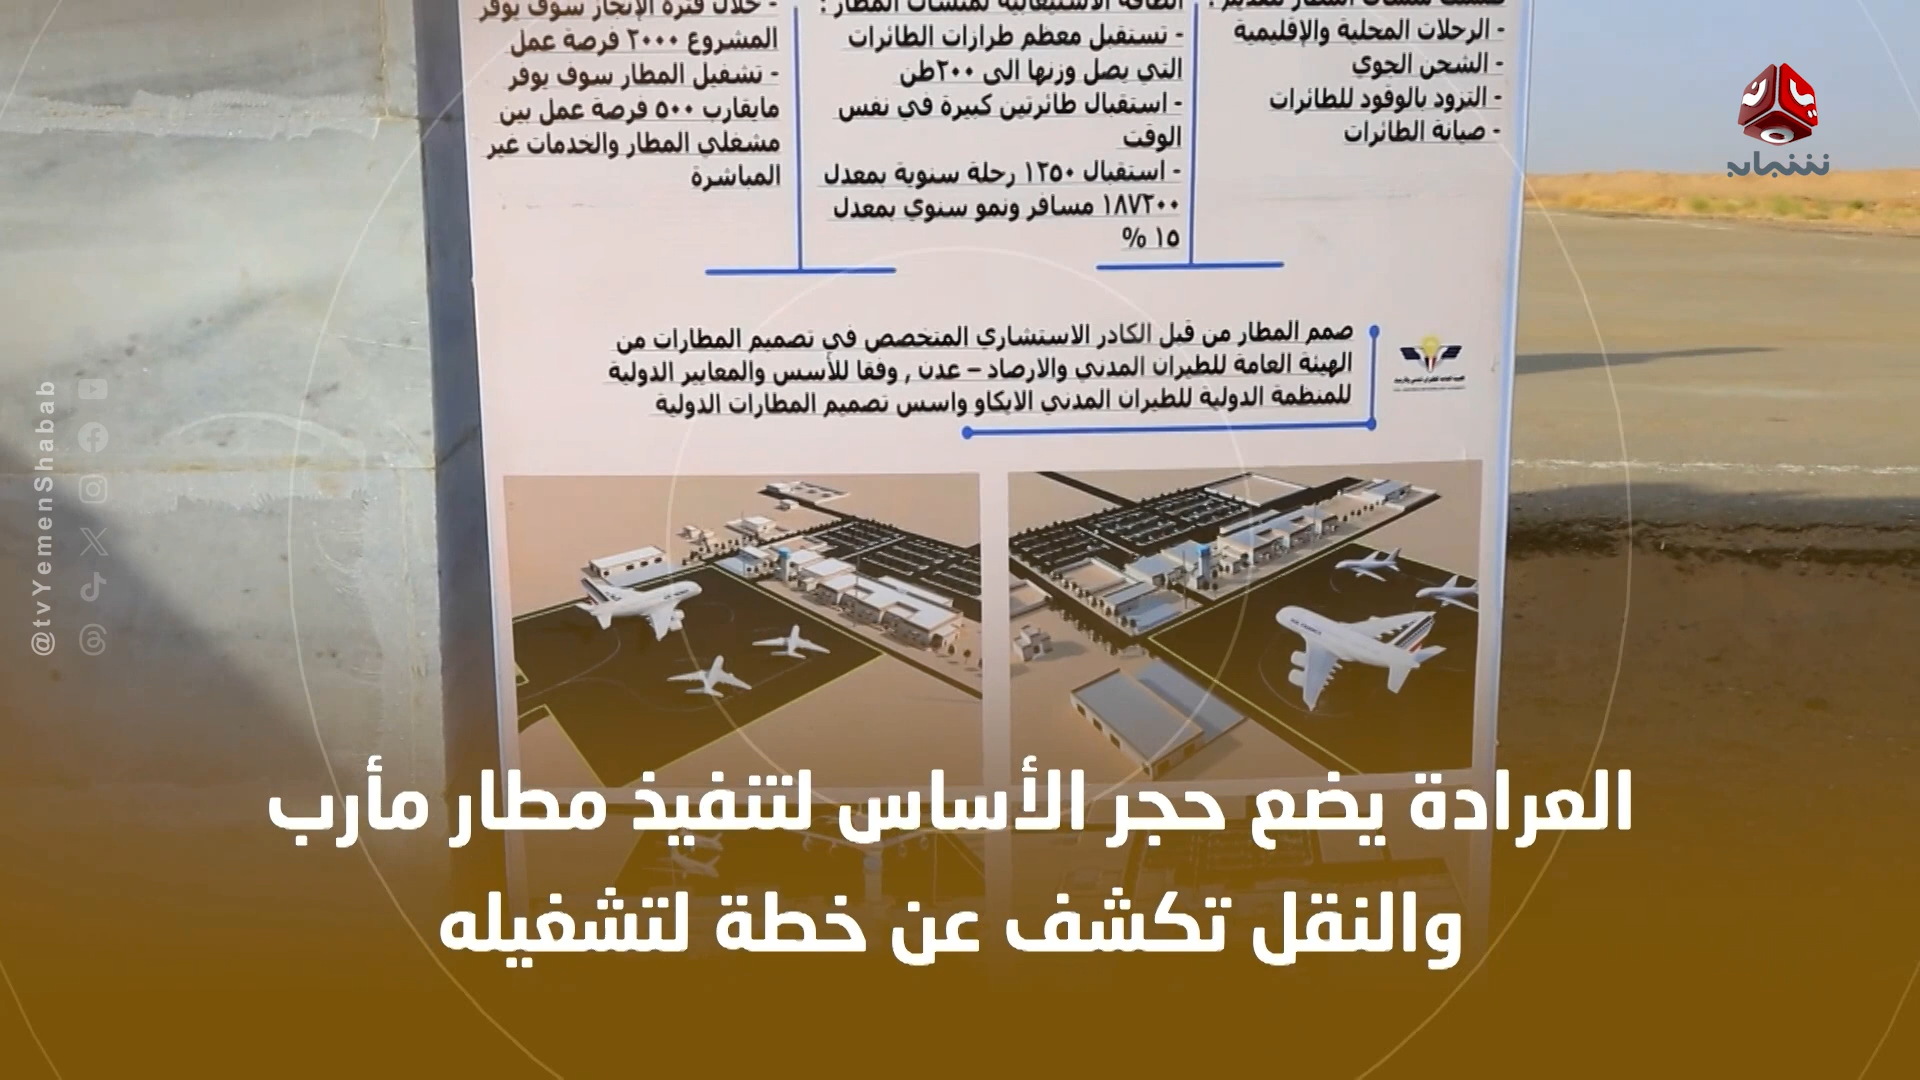 - الرحلات المحلية والإقليمية
- الشحن الجوي
- التزود بالوقود للطائرات
- صيانة الطائرات
الطاقة الاستيعابية لمنشآت المطار :
- تستقبل معظم طرازات الطائرات
التي يصل وزنها الى ٢٠٠طن
- استقبال طائرتين كبيرة في نفس
الوقت
- استقبال ١٢٥٠ رحلة سنوية بمعدل
١٨٧٢٠٠ مسافر ونمو سنوي بمعدل
١٥ %
- خلال فترة الإنجاز سوف يوفر
المشروع ٢٠٠٠ فرصة عمل
- تشغيل المطار سوف يوفر
مايقارب ٥٠٠ فرصة عمل بين
مشغلي المطار والخدمات غير
المباشرة
صمم المطار من قبل الكادر الاستشاري المتخصص في تصميم المطارات من
الهيئة العامة للطيران المدني والارصاد – عدن , وفقا للأسس والمعايير الدولية
للمنظمة الدولية للطيران المدني الايكاو واسس تصميم المطارات الدولية
العرادة يضع حجر الأساس لتنفيذ مطار مأرب
والنقل تكشف عن خطة لتشغيله
@tvYemenShabab